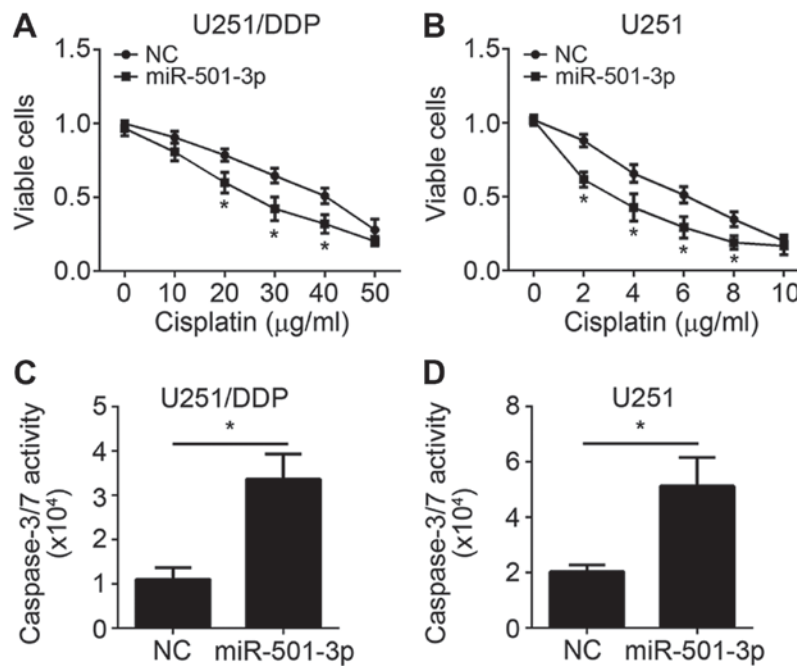 A
U251/DDP
NC
miR-501-3p
Viable cells
1.5
1.0
0.5
0.0
*
*
*
0 10 20 30 40 50
Cisplatin (μg/ml)
B
U251
NC
miR-501-3p
Viable cells
1.5
1.0
0.5
0.0
*
*
*
*
0 2 4 6 8 10
Cisplatin (μg/ml)
C
U251/DDP
Caspase-3/7 activity
(x10⁴)
5
4
3
2
1
0
*
NC miR-501-3p
D
U251
Caspase-3/7 activity
(x10⁴)
8
6
4
2
0
*
NC miR-501-3p